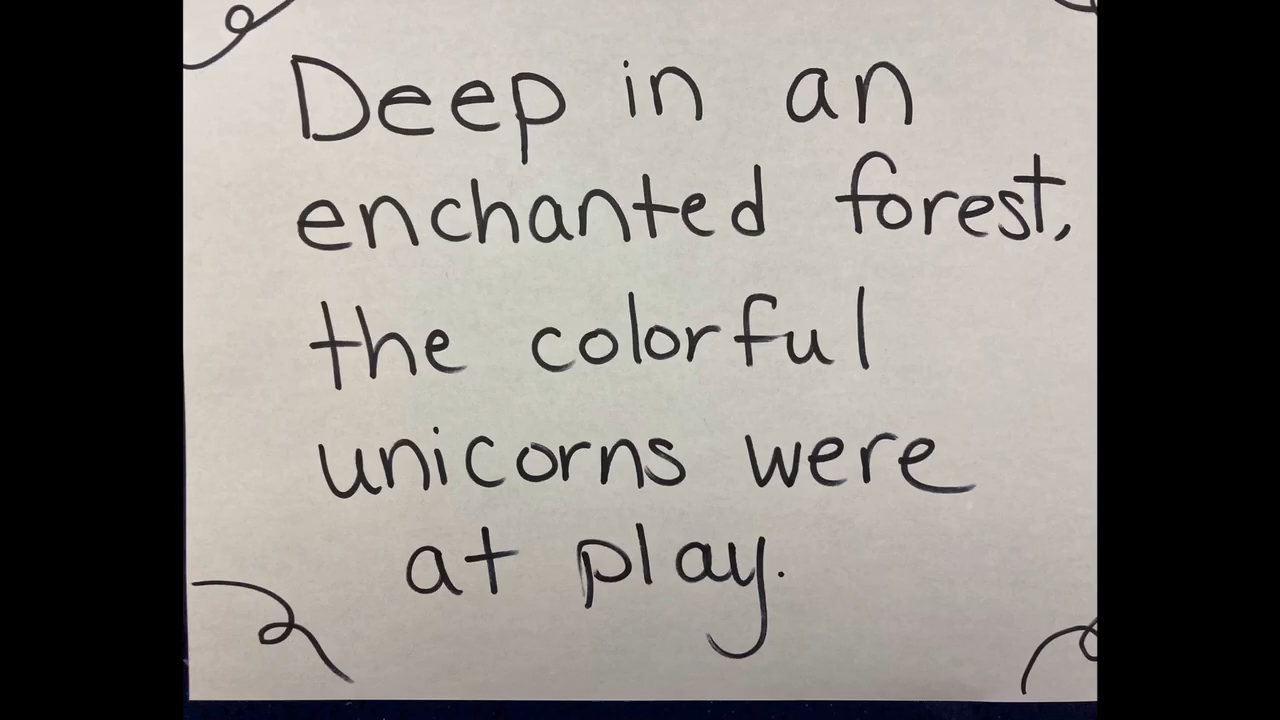 Deep in an
enchanted forest,
the colorful
unicorns were
at play.